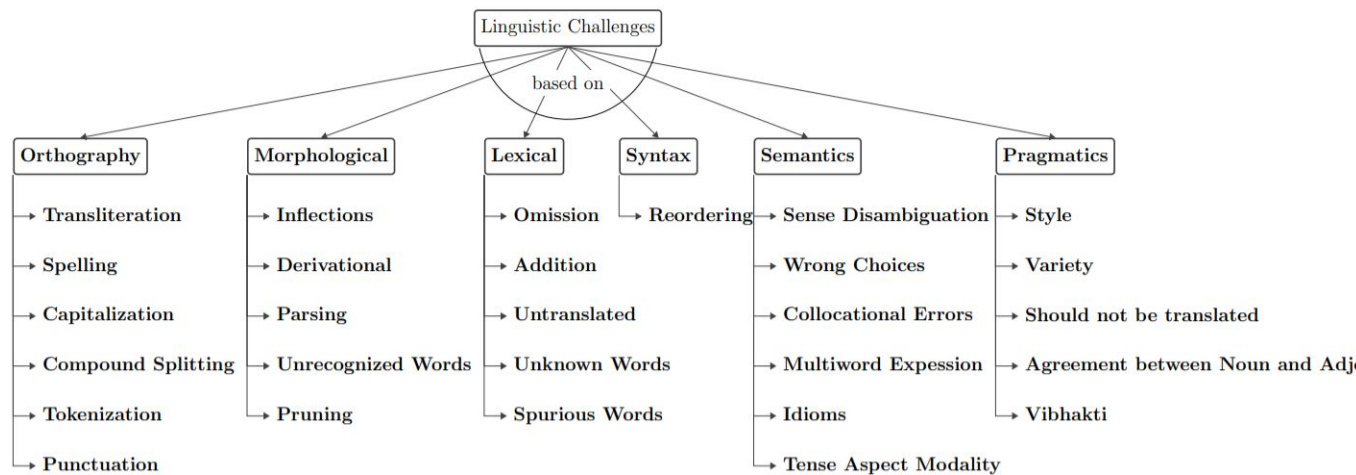 Linguistic Challenges
based on
Orthography
Transliteration
Spelling
Capitalization
Compound Splitting
Tokenization
Punctuation
Morphological
Inflections
Derivational
Parsing
Unrecognized Words
Pruning
Lexical
Omission
Addition
Untranslated
Unknown Words
Spurious Words
Syntax
Reordering
Semantics
Sense Disambiguation
Wrong Choices
Collocational Errors
Multiword Expession
Idioms
Tense Aspect Modality
Pragmatics
Style
Variety
Should not be translated
Agreement between Noun and
Vibhakti